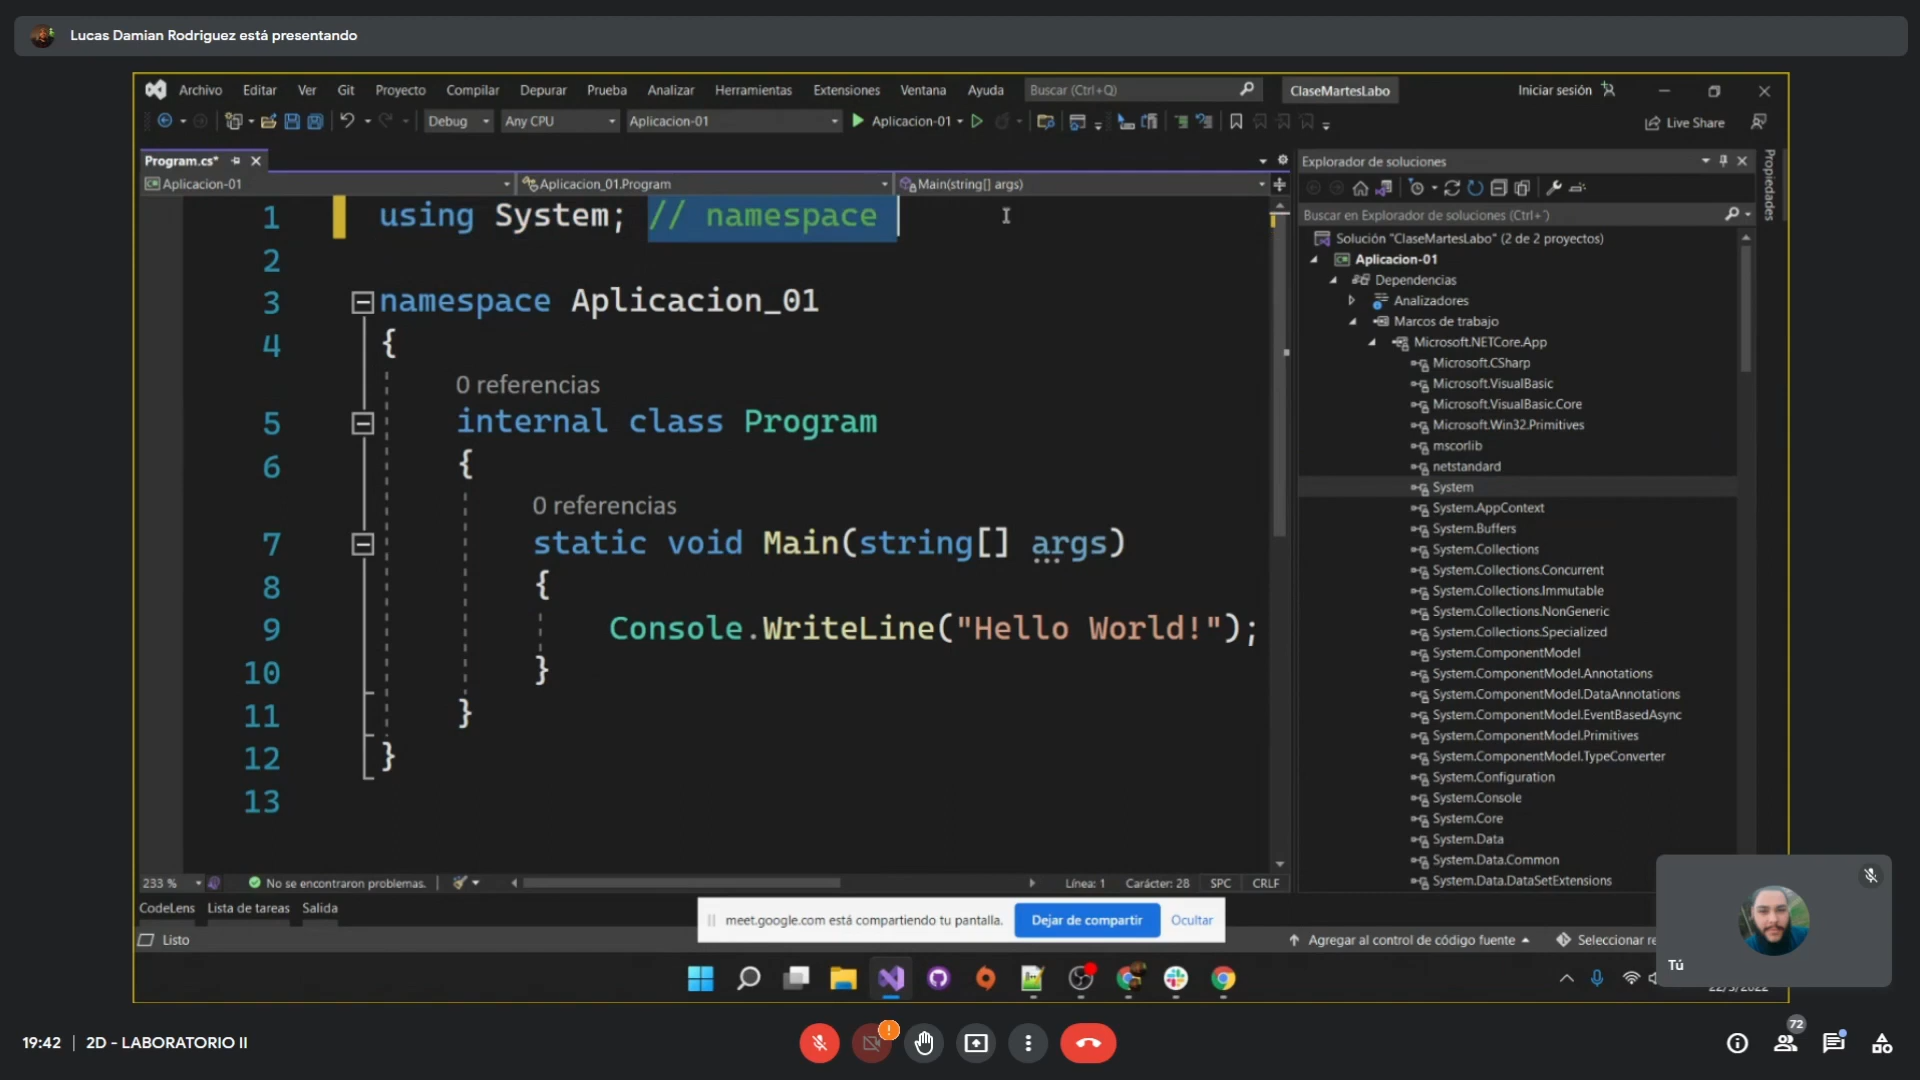 Lucas Damian Rodriguez está presentando
Archivo Editar Ver Git Proyecto Compilar Depurar Prueba Analizar Herramientas Extensiones Ventana Ayuda Buscar (Ctrl+Q) ClaseMartesLabo Iniciar sesión
Debug Any CPU Aplicacion-01 Aplicacion-01 Live Share
Program.cs*
Aplicacion-01 Aplicacion_01.Program Main(string[] args)
1 using System; // namespace
2
3 namespace Aplicacion_01
4 {
0 referencias
5 internal class Program
6 {
0 referencias
7 static void Main(string[] args)
8 {
9 Console.WriteLine("Hello World!");
10 }
11 }
12 }
13
233 % No se encontraron problemas. Línea: 1 Carácter: 28 SPC CRLF
CodeLens Lista de tareas Salida
Explorador de soluciones
Propiedades
Buscar en Explorador de soluciones (Ctrl+´)
Solución "ClaseMartesLabo" (2 de 2 proyectos)
Aplicacion-01
Dependencias
Analizadores
Marcos de trabajo
Microsoft.NETCore.App
Microsoft.CSharp
Microsoft.VisualBasic
Microsoft.VisualBasic.Core
Microsoft.Win32.Primitives
mscorlib
netstandard
System
System.AppContext
System.Buffers
System.Collections
System.Collections.Concurrent
System.Collections.Immutable
System.Collections.NonGeneric
System.Collections.Specialized
System.ComponentModel
System.ComponentModel.Annotations
System.ComponentModel.DataAnnotations
System.ComponentModel.EventBasedAsync
System.ComponentModel.Primitives
System.ComponentModel.TypeConverter
System.Configuration
System.Console
System.Core
System.Data
System.Data.Common
System.Data.DataSetExtensions
meet.google.com está compartiendo tu pantalla. Dejar de compartir Ocultar
Listo Agregar al control de código fuente Seleccionar re
Tú
19:42 2D - LABORATORIO II
72